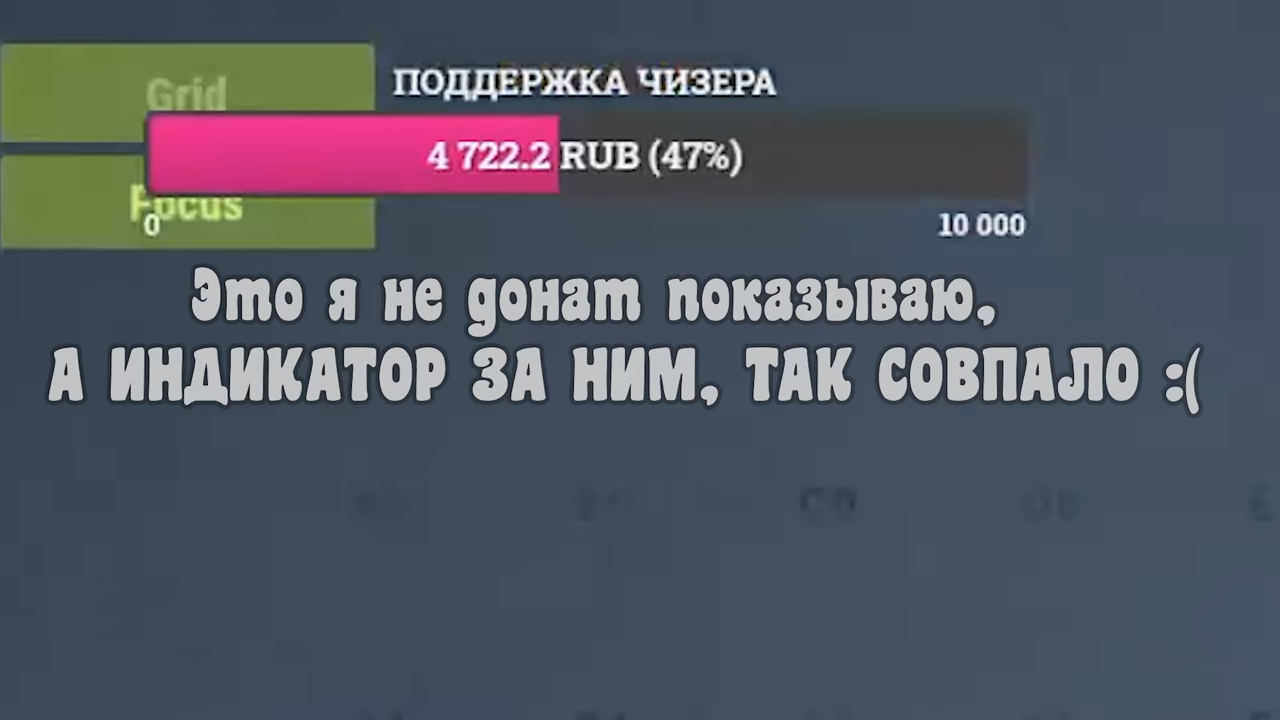 Grid
ПОДДЕРЖКА ЧИЗЕРА
4 722.2 RUB (47%)
Focus
0
10 000
Это я не донат показываю,
А ИНДИКАТОР ЗА НИМ, ТАК СОВПАЛО :(
C0